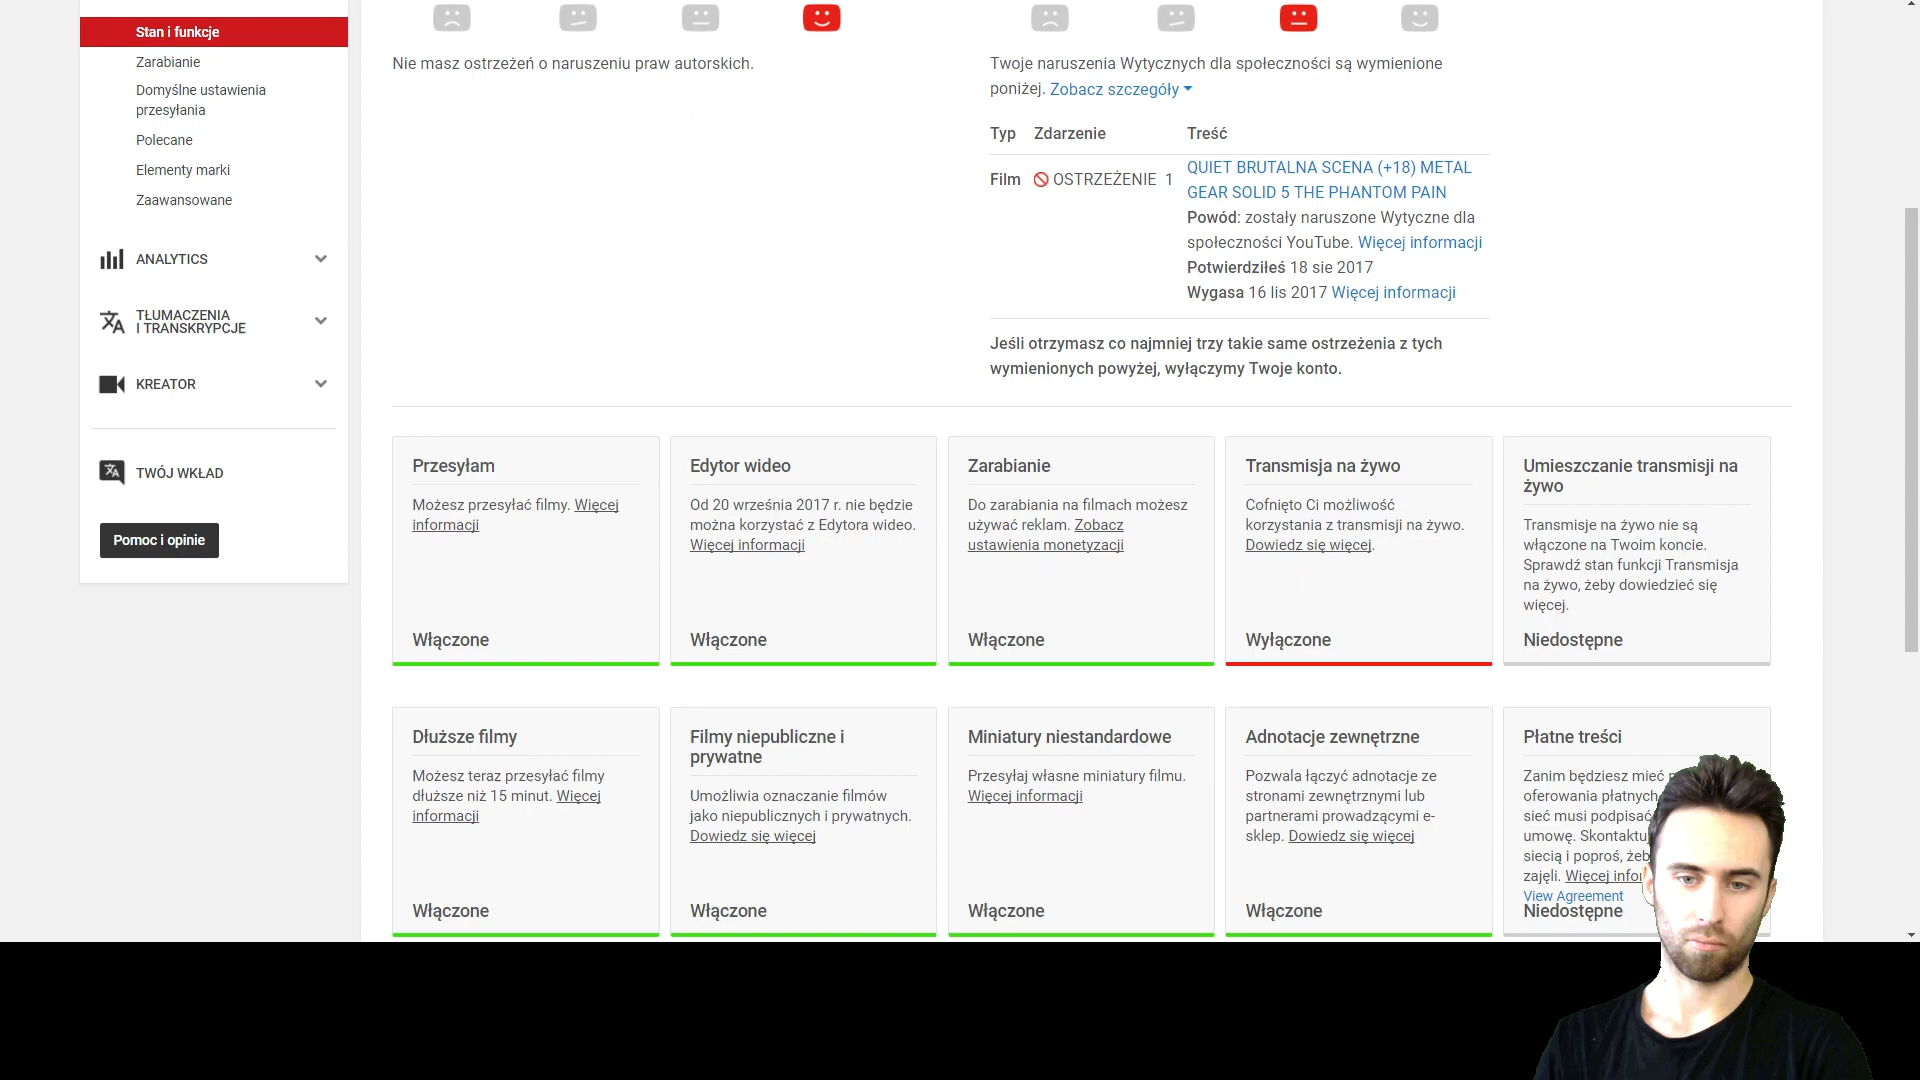 Stan i funkcje
Zarabianie
Domyślne ustawienia
przesyłania
Polecane
Elementy marki
Zaawansowane
ANALYTICS
TŁUMACZENIA
I TRANSKRYPCJE
KREATOR
TWÓJ WKŁAD
Pomoc i opinie
Nie masz ostrzeżeń o naruszeniu praw autorskich.
Twoje naruszenia Wytycznych dla społeczności są wymienione
poniżej. Zobacz szczegóły
Typ Zdarzenie Treść
Film OSTRZEŻENIE 1
QUIET BRUTALNA SCENA (+18) METAL
GEAR SOLID 5 THE PHANTOM PAIN
Powód: zostały naruszone Wytyczne dla
społeczności YouTube. Więcej informacji
Potwierdziłeś 18 sie 2017
Wygasa 16 lis 2017 Więcej informacji
Jeśli otrzymasz co najmniej trzy takie same ostrzeżenia z tych
wymienionych powyżej, wyłączymy Twoje konto.
Przesyłam
Możesz przesyłać filmy. Więcej
informacji
Włączone
Edytor wideo
Od 20 września 2017 r. nie będzie
można korzystać z Edytora wideo.
Więcej informacji
Włączone
Zarabianie
Do zarabiania na filmach możesz
używać reklam. Zobacz
ustawienia monetyzacji
Włączone
Transmisja na żywo
Cofnięto Ci możliwość
korzystania z transmisji na żywo.
Dowiedz się więcej.
Wyłączone
Umieszczanie transmisji na
żywo
Transmisje na żywo nie są
włączone na Twoim koncie.
Sprawdź stan funkcji Transmisja
na żywo, żeby dowiedzieć się
więcej.
Niedostępne
Dłuższe filmy
Możesz teraz przesyłać filmy
dłuższe niż 15 minut. Więcej
informacji
Włączone
Filmy niepubliczne i
prywatne
Umożliwia oznaczanie filmów
jako niepublicznych i prywatnych.
Dowiedz się więcej
Włączone
Miniatury niestandardowe
Przesyłaj własne miniatury filmu.
Więcej informacji
Włączone
Adnotacje zewnętrzne
Pozwala łączyć adnotacje ze
stronami zewnętrznymi lub
partnerami prowadzącymi e-
sklep. Dowiedz się więcej
Włączone
Płatne treści
Zanim będziesz mieć
oferowania płatnych
sieć musi podpisać
umowę.
siecią i poproś,
zajęli. Więcej
View Agreement
Niedostępne